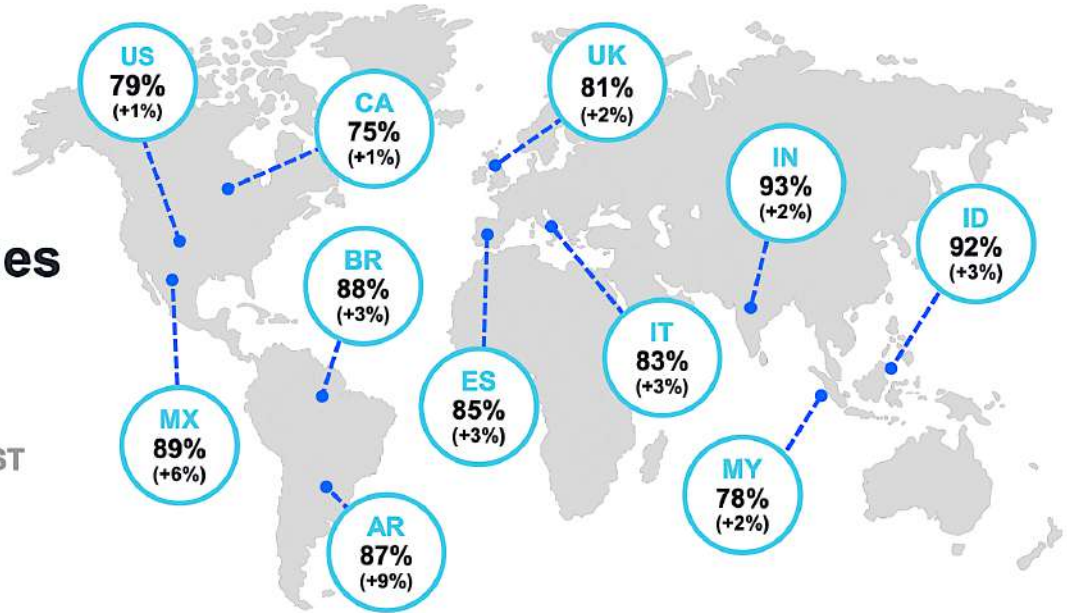 US
79%
(+1%)
CA
75%
(+1%)
UK
81%
(+2%)
IN
93%
(+2%)
ID
92%
(+3%)
es
BR
88%
(+3%)
IT
83%
(+3%)
ES
85%
(+3%)
MX
89%
(+6%)
ST
MY
78%
(+2%)
AR
87%
(+9%)